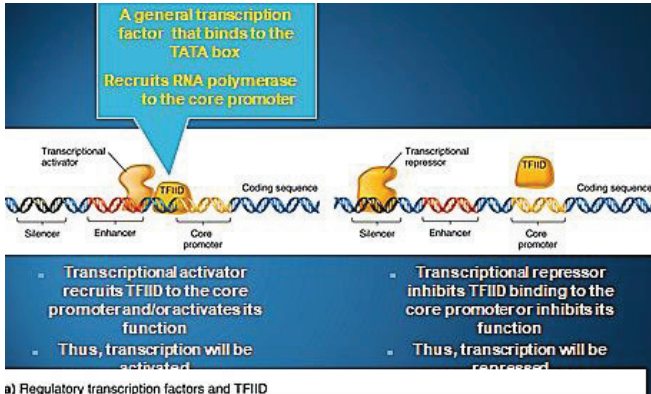 A general transcription
factor that binds to the
TATA box
Recruits RNA polymerase
to the core promoter
Transcriptional
activator
TFIID
Coding sequence
Silencer
Enhancer
Core
promoter
Transcriptional
repressor
TFIID
Coding sequence
Silencer
Enhancer
Core
promoter
Transcriptional activator
recruits TFIID to the core
promoter and/or activates its
function
Thus, transcription will be
activated
Transcriptional repressor
inhibits TFIID binding to the
core promoter or inhibits its
function
Thus, transcription will be
repressed
a) Regulatory transcription factors and TFIID